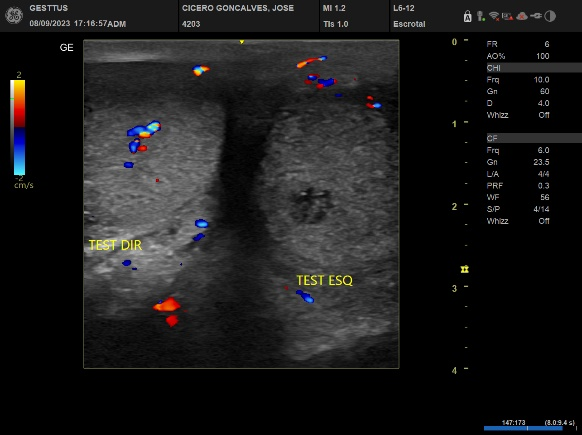 GESTTUS
08/09/2023 17:16:57ADM
CICERO GONCALVES, JOSE
4203
MI 1.2
TIs 1.0
L6-12
Escrotal
GE
2
-2
cm/s
TEST DIR
TEST ESQ
0
1
2
3
4
FR 6
AO% 100
CHI
Frq 10.0
Gn 60
D 4.0
Whizz Off
CF
Frq 6.0
Gn 23.5
L/A 4/4
PRF 0.3
WF 56
S/P 4/14
Whizz Off
147:173 (8.0:9.4 s)